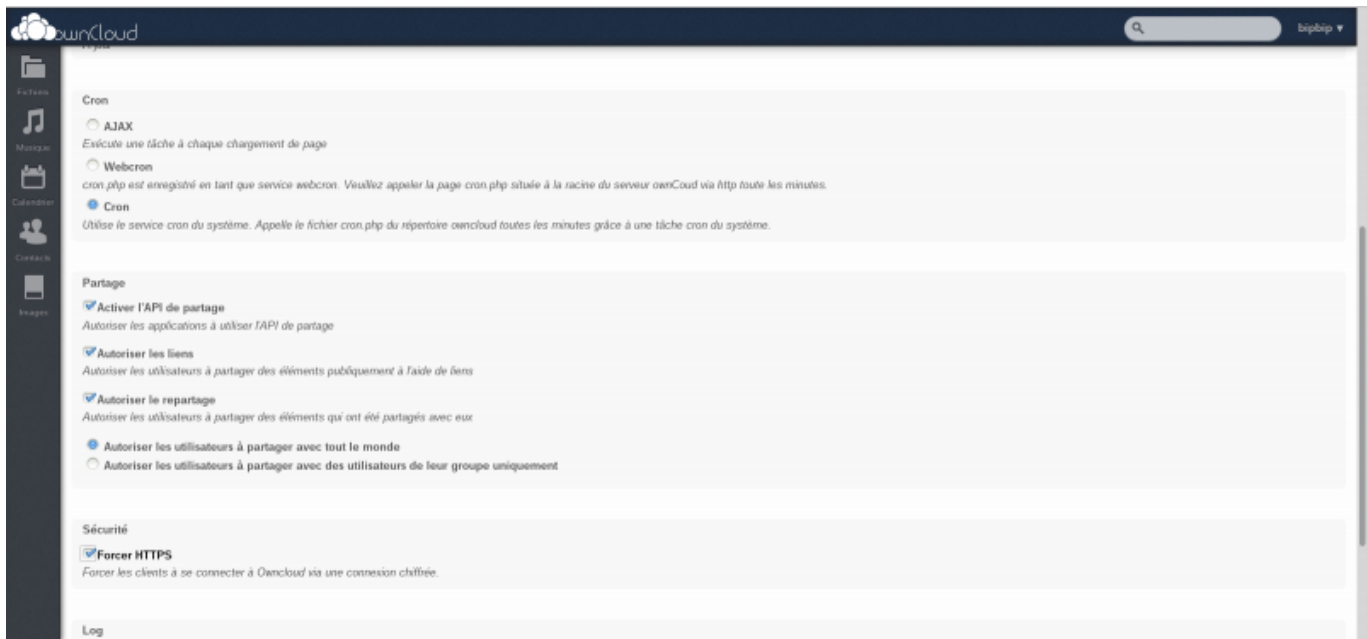 ownCloud
bipbip ▼
Fichiers
Musique
Calendrier
Contacts
Images
Cron
AJAX
Exécute une tâche à chaque chargement de page
Webcron
cron.php est enregistré en tant que service webcron. Veuillez appeler la page cron.php située à la racine du serveur ownCoud via http toute les minutes.
Cron
Utilise le service cron du système. Appelle le fichier cron.php du répertoire owncloud toutes les minutes grâce à une tâche cron du système.
Partage
Activer l'API de partage
Autoriser les applications à utiliser l'API de partage
Autoriser les liens
Autoriser les utilisateurs à partager des éléments publiquement à l'aide de liens
Autoriser le repartage
Autoriser les utilisateurs à partager des éléments qui ont été partagés avec eux
Autoriser les utilisateurs à partager avec tout le monde
Autoriser les utilisateurs à partager avec des utilisateurs de leur groupe uniquement
Sécurité
Forcer HTTPS
Forcer les clients à se connecter à Owncloud via une connexion chiffrée.
Log